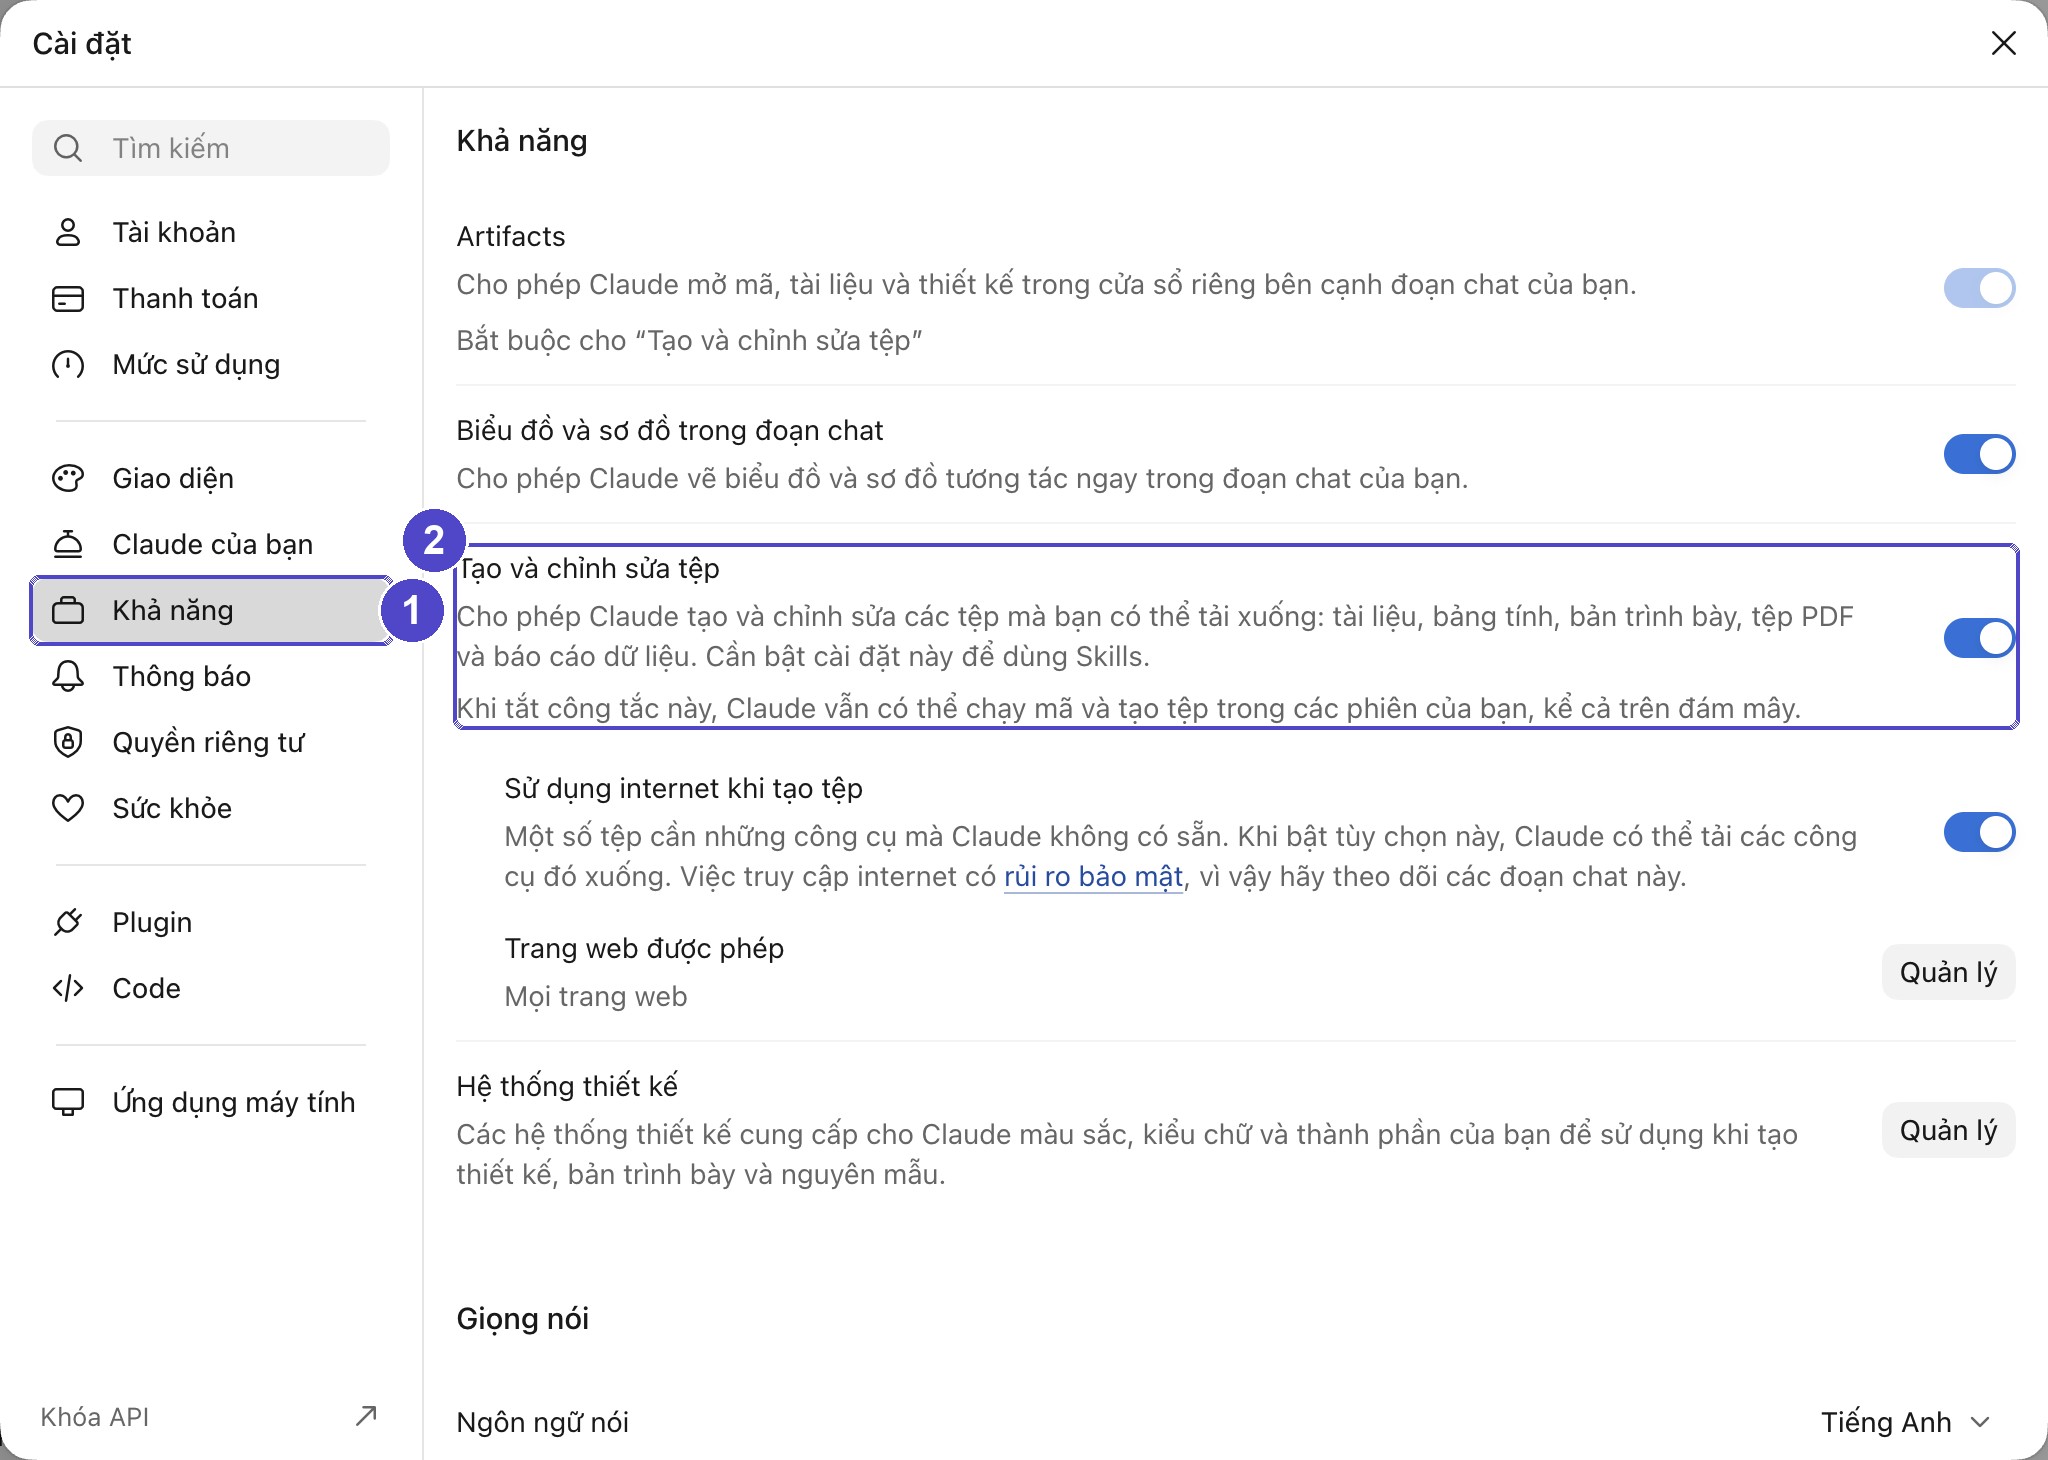 Cài đặt
Tìm kiếm
Tài khoản
Thanh toán
Mức sử dụng
Giao diện
Claude của bạn
Khả năng
1
Thông báo
Quyền riêng tư
Sức khỏe
Plugin
Code
Ứng dụng máy tính
Khóa API
Khả năng
Artifacts
Cho phép Claude mở mã, tài liệu và thiết kế trong cửa sổ riêng bên cạnh đoạn chat của bạn.
Bắt buộc cho “Tạo và chỉnh sửa tệp”
Biểu đồ và sơ đồ trong đoạn chat
Cho phép Claude vẽ biểu đồ và sơ đồ tương tác ngay trong đoạn chat của bạn.
2
Tạo và chỉnh sửa tệp
Cho phép Claude tạo và chỉnh sửa các tệp mà bạn có thể tải xuống: tài liệu, bảng tính, bản trình bày, tệp PDF
và báo cáo dữ liệu. Cần bật cài đặt này để dùng Skills.
Khi tắt công tắc này, Claude vẫn có thể chạy mã và tạo tệp trong các phiên của bạn, kể cả trên đám mây.
Sử dụng internet khi tạo tệp
Một số tệp cần những công cụ mà Claude không có sẵn. Khi bật tùy chọn này, Claude có thể tải các công
cụ đó xuống. Việc truy cập internet có rủi ro bảo mật, vì vậy hãy theo dõi các đoạn chat này.
Trang web được phép
Mọi trang web
Quản lý
Hệ thống thiết kế
Các hệ thống thiết kế cung cấp cho Claude màu sắc, kiểu chữ và thành phần của bạn để sử dụng khi tạo
thiết kế, bản trình bày và nguyên mẫu.
Quản lý
Giọng nói
Ngôn ngữ nói
Tiếng Anh